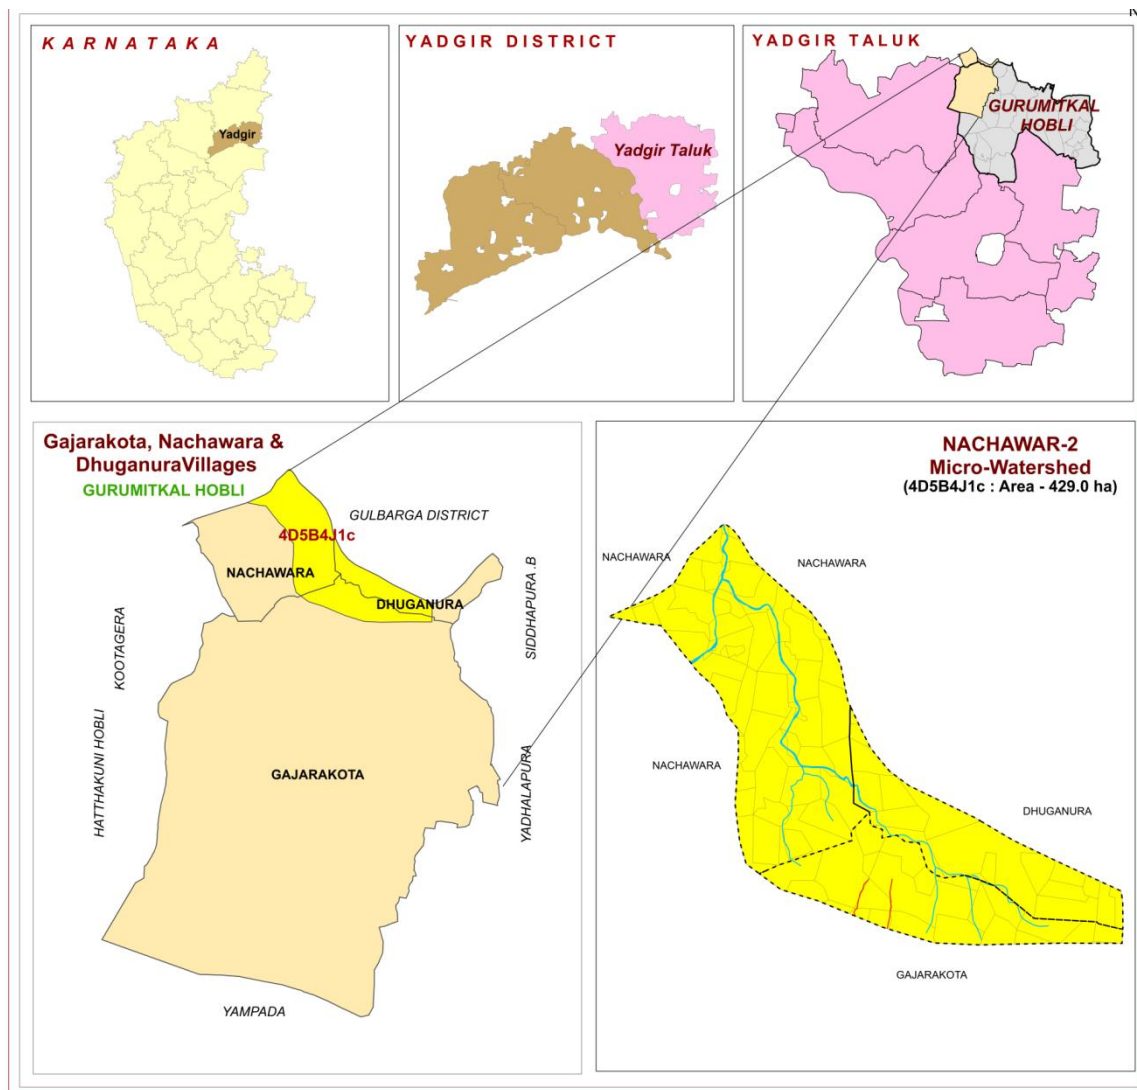 KARNATAKA
Yadgir
YADGIR DISTRICT
Yadgir Taluk
YADGIR TALUK
GURUMITKAL
HOBLI
Gajarakota, Nachawara &
DhuganuraVillages
GURUMITKAL HOBLI
GULBARGA DISTRICT
4D5B4J1c
NACHAWARA
DHUGANURA
SIDDHAPURA .B
KOOTAGERA
HATTHAKUNI HOBLI
GAJARAKOTA
YADHALAPURA
YAMPADA
NACHAWAR-2
Micro-Watershed
(4D5B4J1c : Area - 429.0 ha)
NACHAWARA
NACHAWARA
NACHAWARA
DHUGANURA
GAJARAKOTA